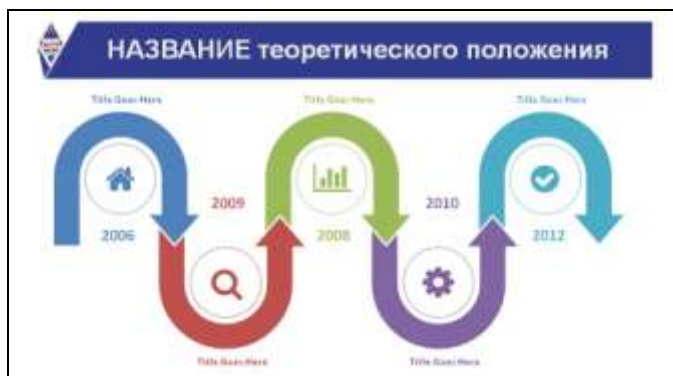 НАЗВАНИЕ теоретического положения
Title Goes Here
Title Goes Here
Title Goes Here
2009
2010
2006
2008
2012
Title Goes Here
Title Goes Here